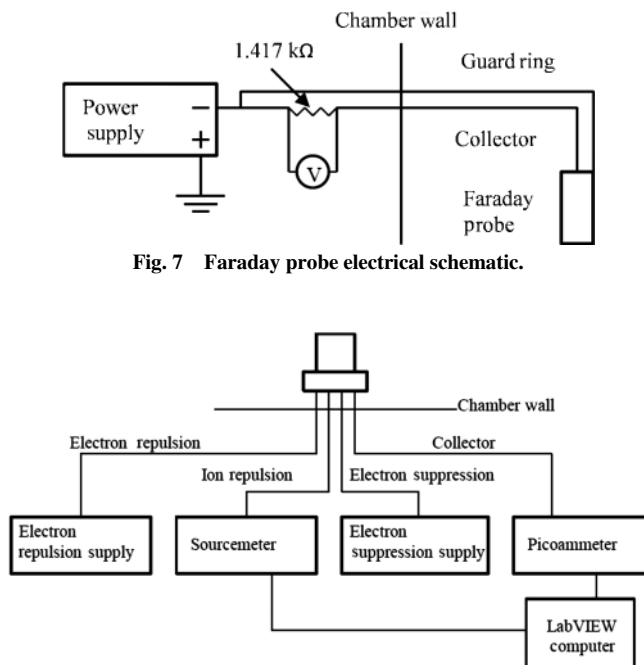 Chamber wall
1.417 kΩ
Guard ring
Power
supply
−
+
V
Collector
Faraday
probe
Fig. 7 Faraday probe electrical schematic.
Chamber wall
Electron repulsion
Collector
Ion repulsion
Electron suppression
Electron
repulsion supply
Sourcemeter
Electron
suppression supply
Picoammeter
LabVIEW
computer